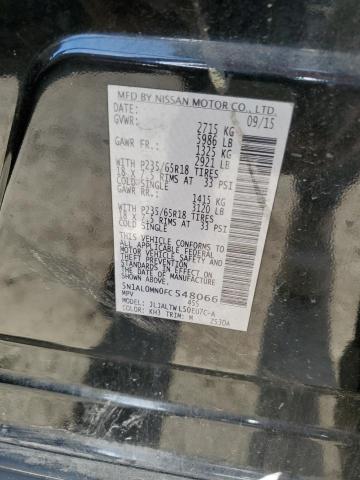 MFD BY NISSAN MOTOR CO., LTD.
DATE: 09/15
GVWR: 2715 KG
5986 LB
GAWR FR.: 1325 KG
2921 LB
WITH P235/65R18 TIRES
18 X 7.5 RIMS AT 33 PSI
COLD SINGLE
GAWR RR.: 1415 KG
3120 LB
WITH P235/65R18 TIRES
18 X 7.5 RIMS AT 33 PSI
COLD SINGLE
THIS VEHICLE CONFORMS TO
ALL APPLICABLE FEDERAL
MOTOR VEHICLE SAFETY AND
THEFT PREVENTION STANDARDS
IN EFFECT ON THE DATE OF
MANUFACTURE SHOWN
ABOVE.
5N1AL0MN0FC548066
MPV 455
MODEL: JLJALTWL50EU7C-A
COLOR: KH3 TRIM: M 2530A